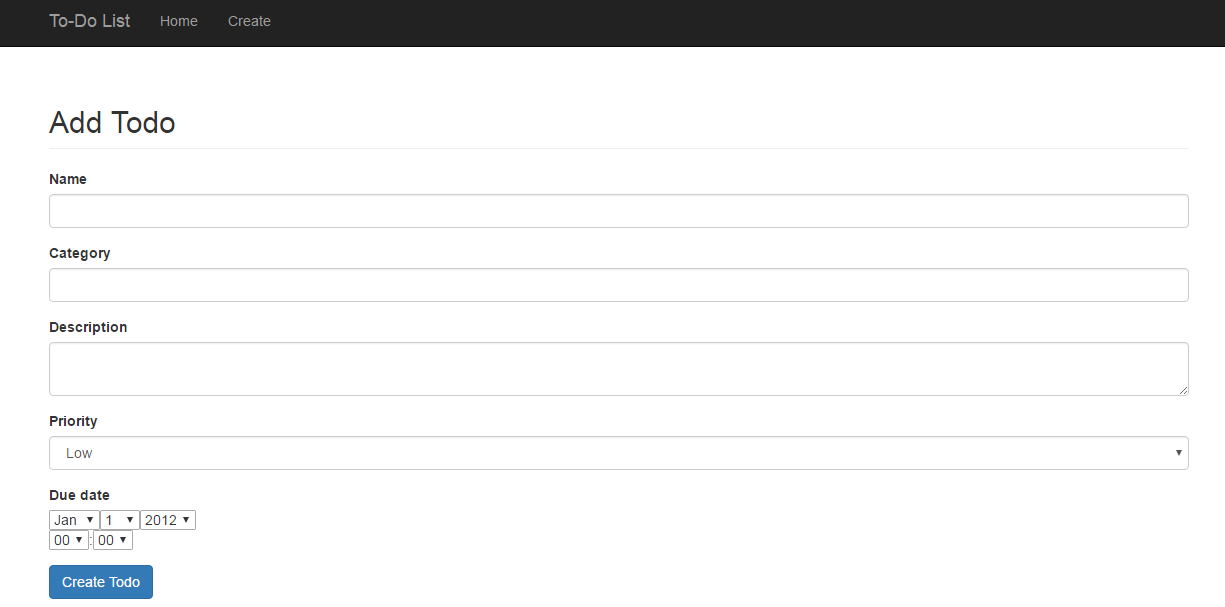 To-Do List Home Create
Add Todo
Name
Category
Description
Priority
Low
Due date
Jan 1 2012
00 : 00
Create Todo